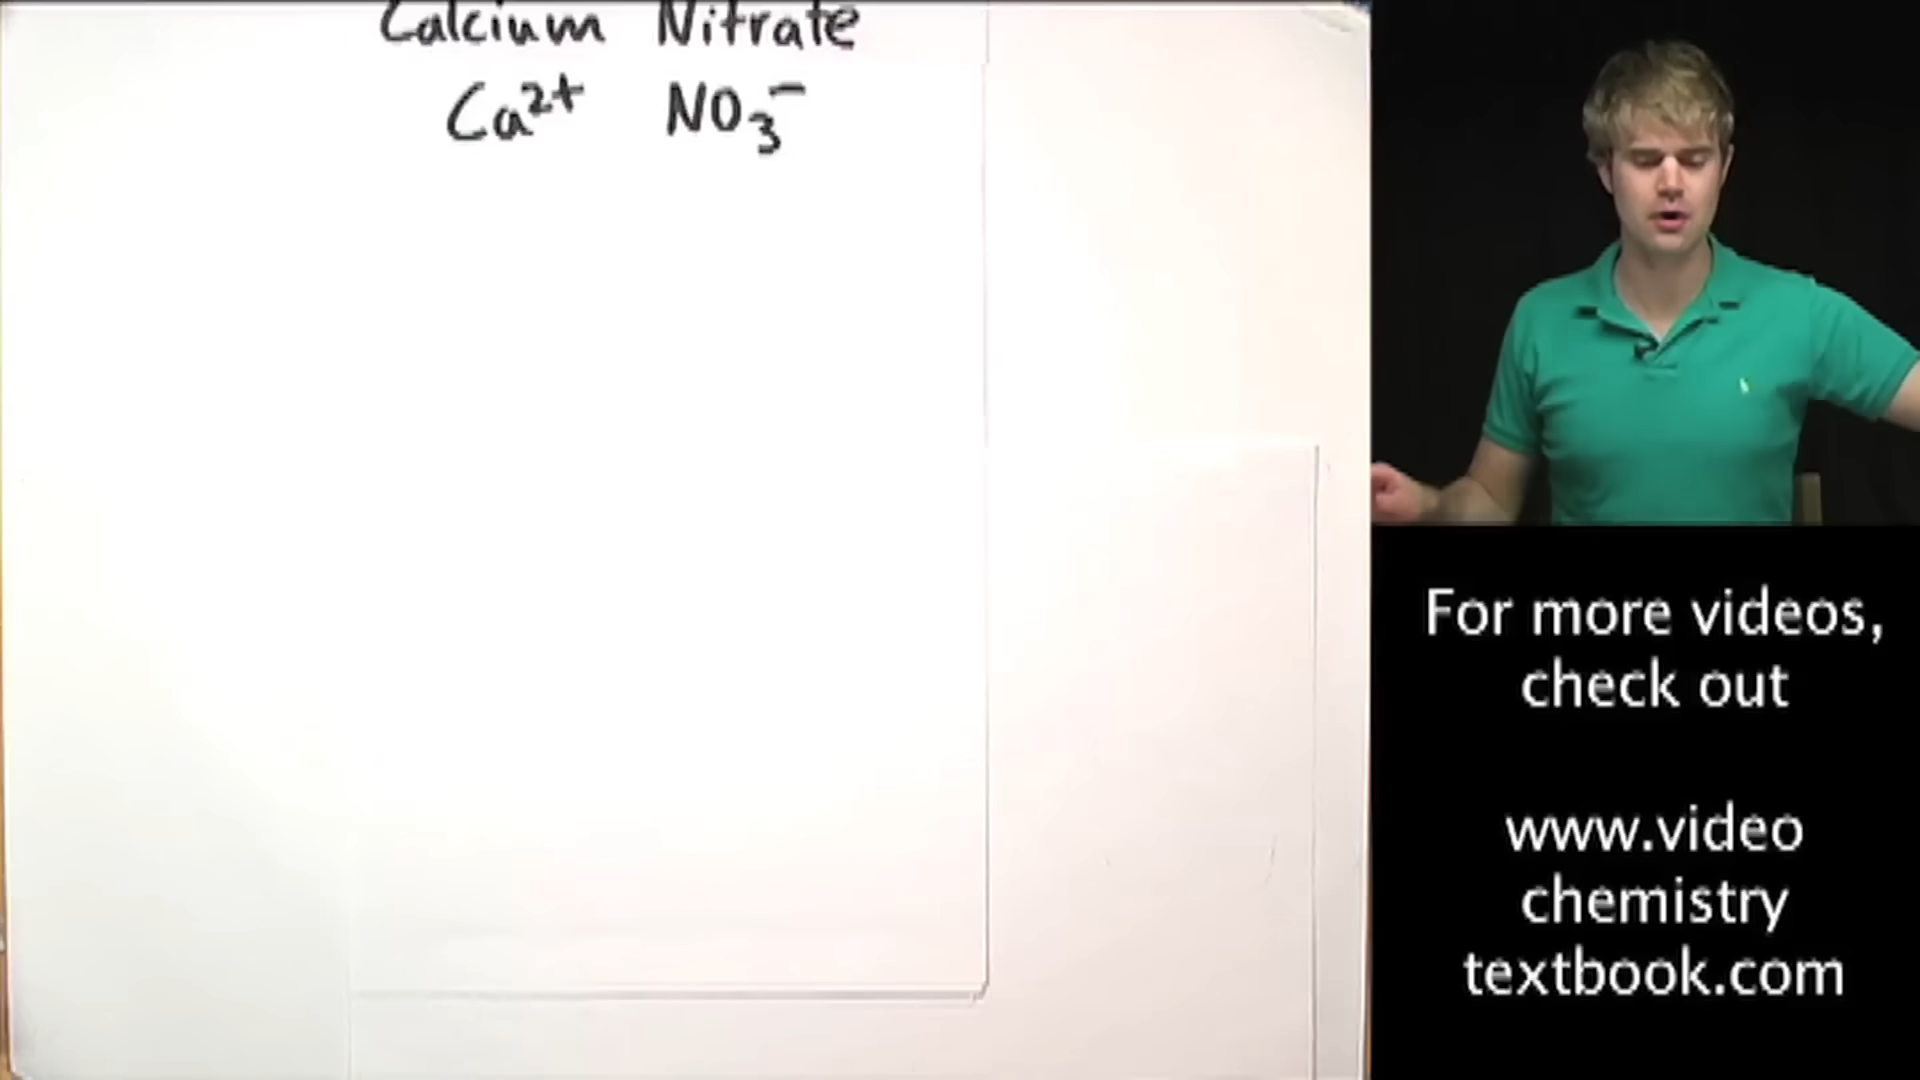 Calcium Nitrate
Ca²⁺ NO₃⁻
For more videos,
check out
www.video
chemistry
textbook.com